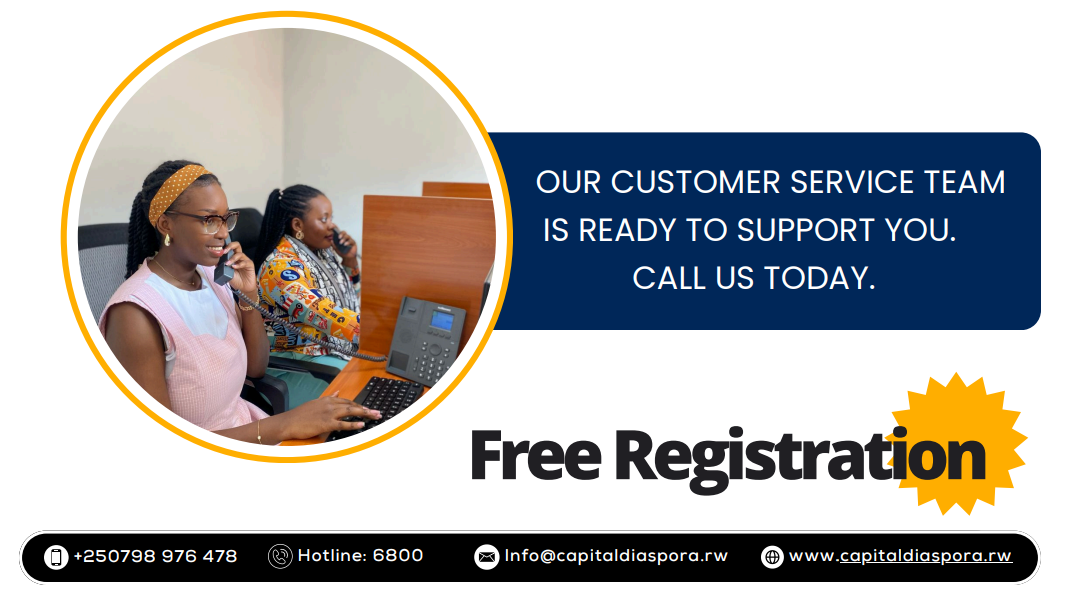 OUR CUSTOMER SERVICE TEAM
IS READY TO SUPPORT YOU.
CALL US TODAY.
Free Registration
+250798 976 478 Hotline: 6800 Info@capitaldiaspora.rw www.capitaldiaspora.rw